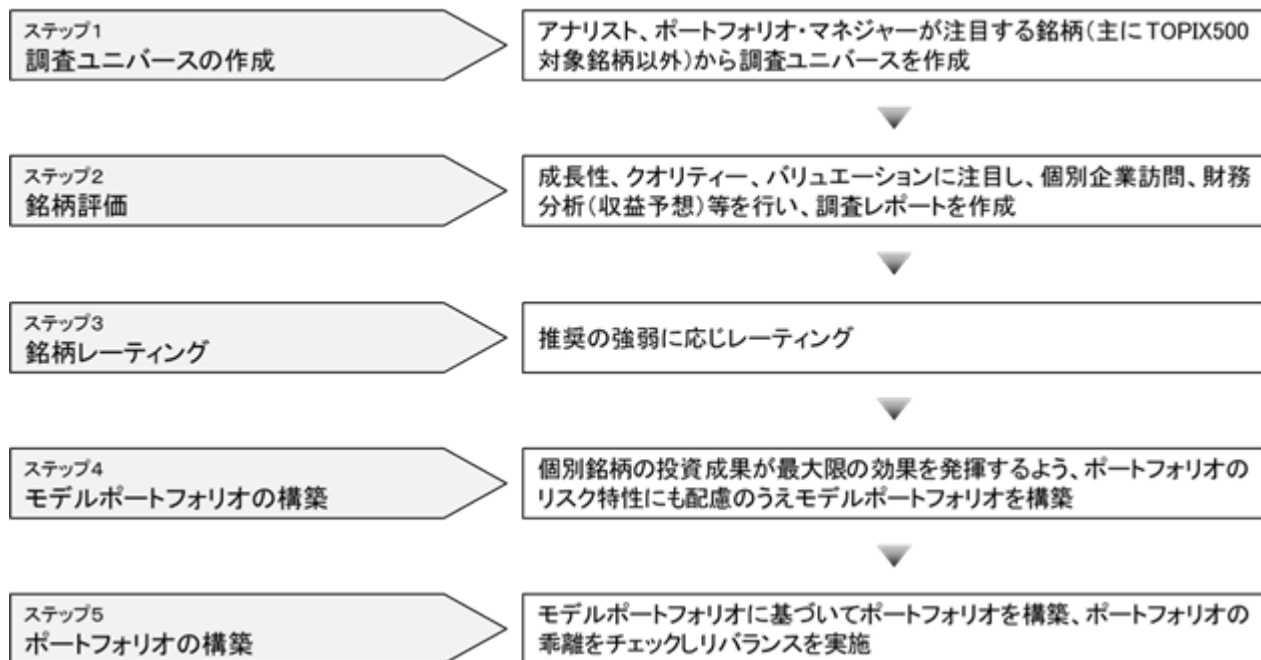 ステップ1
調査ユニバースの作成
アナリスト、ポートフォリオ・マネジャーが注目する銘柄(主にTOPIX500
対象銘柄以外)から調査ユニバースを作成
ステップ2
銘柄評価
成長性、クオリティー、バリュエーションに注目し、個別企業訪問、財務
分析(収益予想)等を行い、調査レポートを作成
ステップ3
銘柄レーティング
推奨の強弱に応じレーティング
ステップ4
モデルポートフォリオの構築
個別銘柄の投資成果が最大限の効果を発揮するよう、ポートフォリオの
リスク特性にも配慮のうえモデルポートフォリオを構築
ステップ5
ポートフォリオの構築
モデルポートフォリオに基づいてポートフォリオを構築、ポートフォリオの
乖離をチェックしリバランスを実施